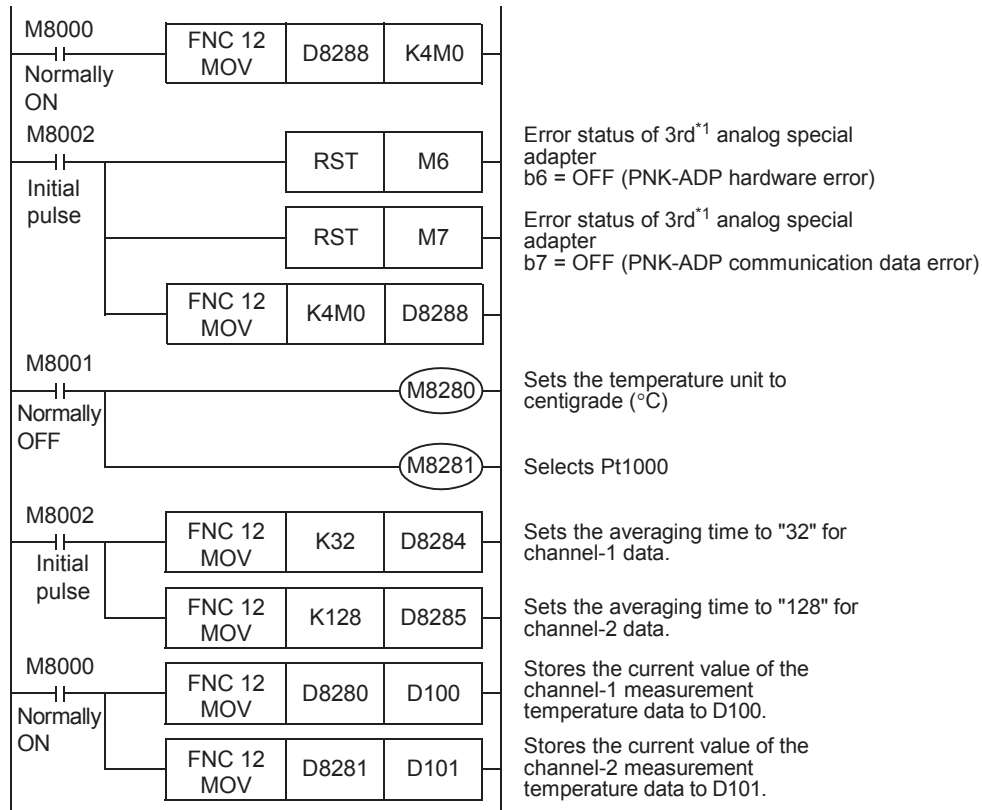 M8000
Normally
ON
FNC 12
MOV
D8288
K4M0
M8002
Initial
pulse
RST
M6
Error status of 3rd*1 analog special
adapter
b6 = OFF (PNK-ADP hardware error)
RST
M7
Error status of 3rd*1 analog special
adapter
b7 = OFF (PNK-ADP communication data error)
FNC 12
MOV
K4M0
D8288
M8001
Normally
OFF
M8280
Sets the temperature unit to
centigrade (°C)
M8281
Selects Pt1000
M8002
Initial
pulse
FNC 12
MOV
K32
D8284
Sets the averaging time to "32" for
channel-1 data.
FNC 12
MOV
K128
D8285
Sets the averaging time to "128" for
channel-2 data.
M8000
Normally
ON
FNC 12
MOV
D8280
D100
Stores the current value of the
channel-1 measurement
temperature data to D100.
FNC 12
MOV
D8281
D101
Stores the current value of the
channel-2 measurement
temperature data to D101.